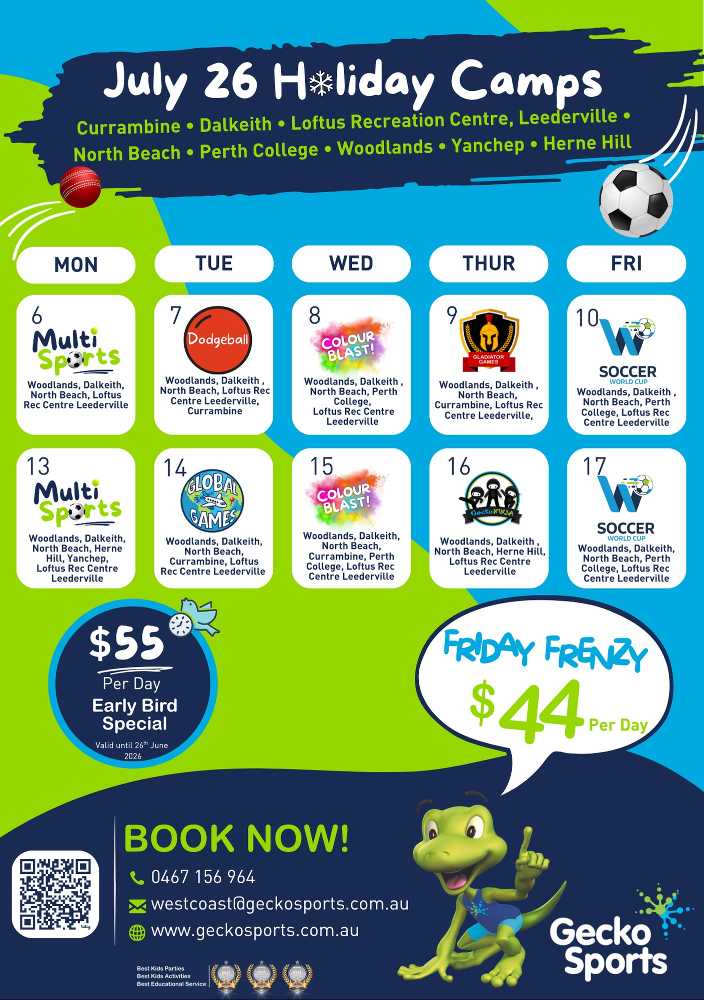 July 26 Holiday Camps
Currambine • Dalkeith • Loftus Recreation Centre, Leederville •
North Beach • Perth College • Woodlands • Yanchep • Herne Hill
MON
TUE
WED
THUR
FRI
6
Multi
Sports
Woodlands, Dalkeith,
North Beach, Loftus
Rec Centre Leederville
7
Dodgeball
Woodlands, Dalkeith ,
North Beach, Loftus Rec
Centre Leederville,
Currambine
8
COLOUR
BLAST!
Woodlands, Dalkeith ,
North Beach, Perth
College,
Loftus Rec Centre
Leederville
9
GLADIATOR
GAMES
Woodlands, Dalkeith ,
North Beach,
Currambine, Loftus Rec
Centre Leederville,
10
W
SOCCER
WORLD CUP
Woodlands, Dalkeith ,
North Beach, Perth
College, Loftus Rec
Centre Leederville
13
Multi
Sports
Woodlands, Dalkeith,
North Beach, Herne
Hill, Yanchep,
Loftus Rec Centre
Leederville
14
GLOBAL
GAMES
Woodlands, Dalkeith,
North Beach,
Currambine, Loftus
Rec Centre Leederville
15
COLOUR
BLAST!
Woodlands, Dalkeith,
North Beach,
Currambine, Perth
College, Loftus Rec
Centre Leederville
16
Gecko NINJA
Woodlands, Dalkeith ,
North Beach, Herne Hill,
Loftus Rec Centre
Leederville
17
W
SOCCER
WORLD CUP
Woodlands, Dalkeith,
North Beach, Perth
College, Loftus Rec
Centre Leederville
$55
Per Day
Early Bird
Special
Valid until 26th June
2026
FRIDAY FRENZY
$44 Per Day
BOOK NOW!
0467 156 964
westcoast@geckosports.com.au
www.geckosports.com.au
bitly
Gecko
Sports
Best Kids Parties
Best Kids Activities
Best Educational Service
BEST
BEST
BEST